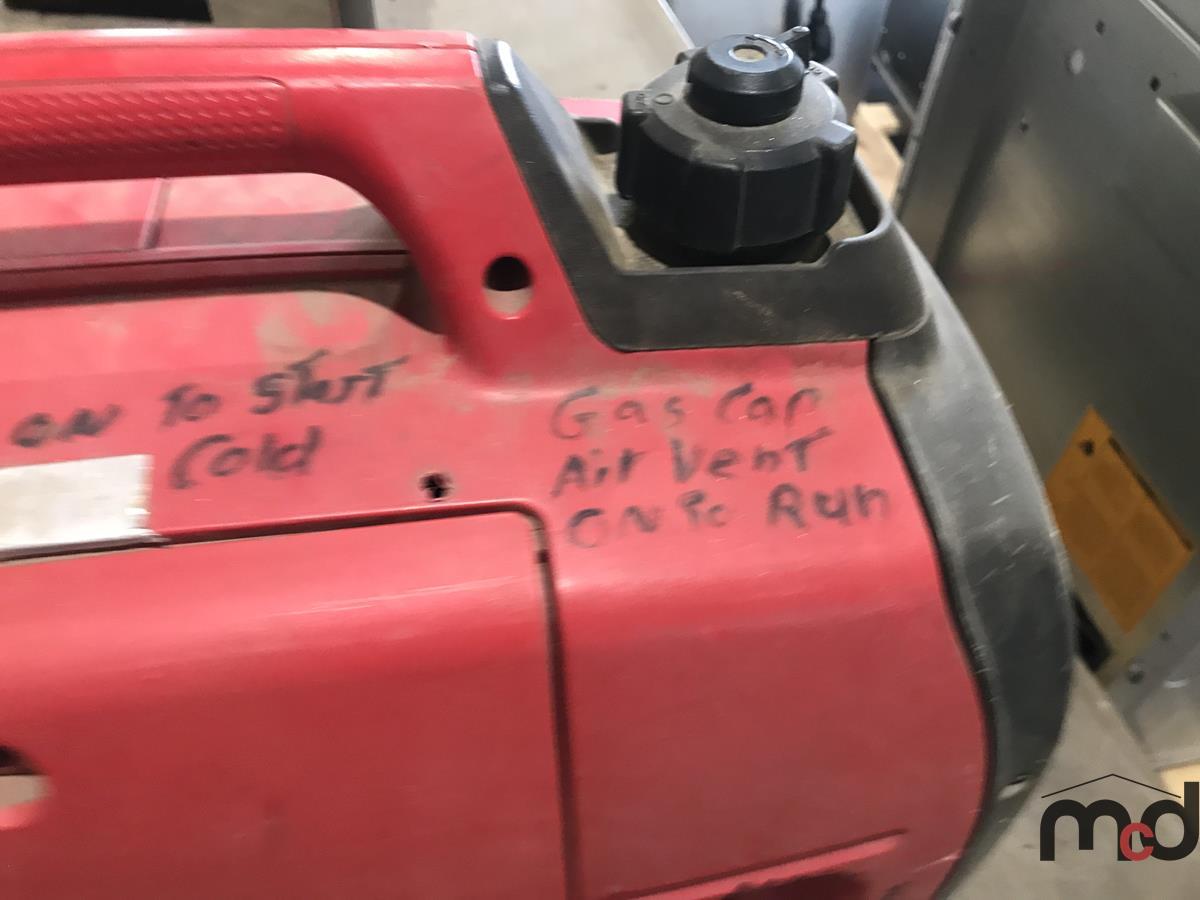 ON TO START
Cold
Gas Cap
Air Vent
ON To Run
mcd